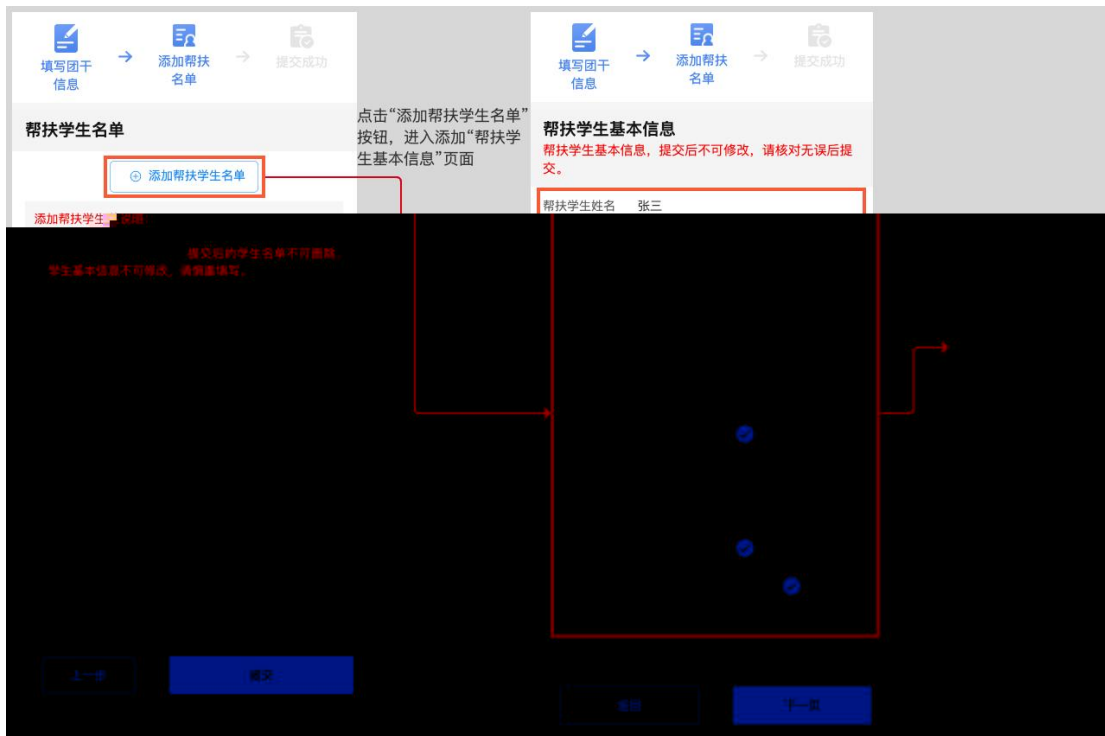 填写团干
信息
添加帮扶
名单
提交成功
帮扶学生名单
添加帮扶学生名单
添加帮扶学生
提交后的学生名单不可删除，
学生基本信息不可修改，请慎重填写。
上一步
提交
点击“添加帮扶学生名单”
按钮，进入添加“帮扶学
生基本信息”页面
填写团干
信息
添加帮扶
名单
提交成功
帮扶学生基本信息
帮扶学生基本信息，提交后不可修改，请核对无误后提
交。
帮扶学生姓名 张三
下一页